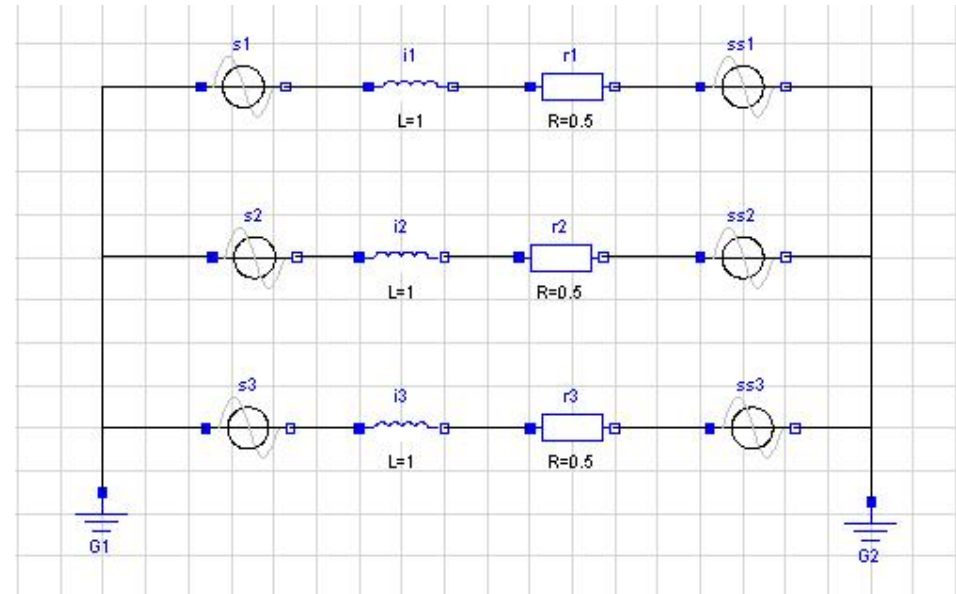 s1 i1 r1 ss1
L=1 R=0.5
s2 i2 r2 ss2
L=1 R=0.5
s3 i3 r3 ss3
L=1 R=0.5
G1 G2